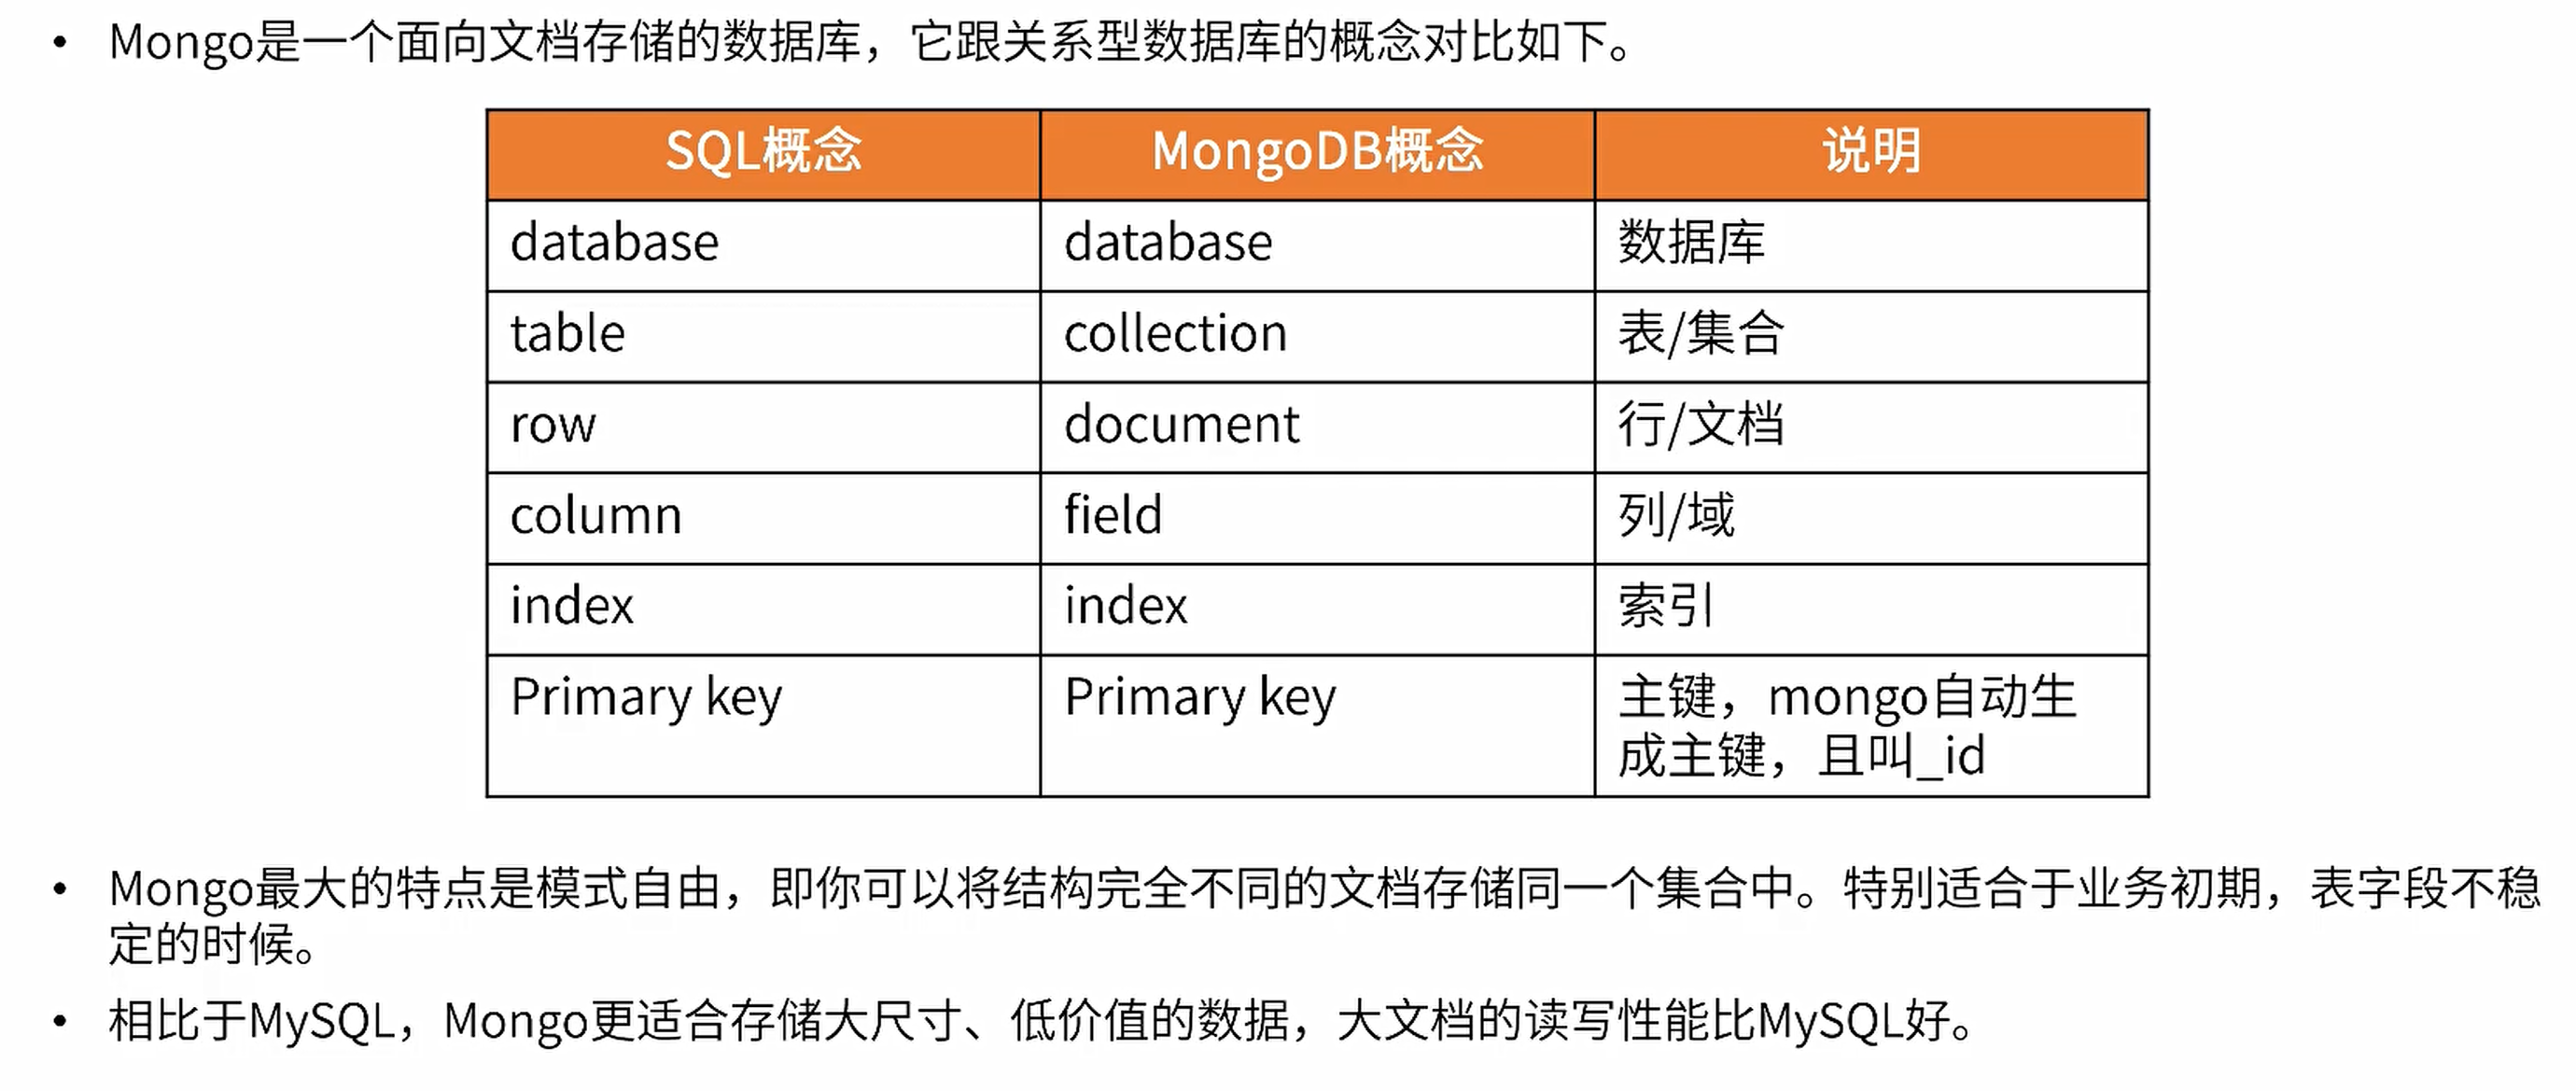 • Mongo是一个面向文档存储的数据库，它跟关系型数据库的概念对比如下。
SQL概念 MongoDB概念 说明
database database 数据库
table collection 表/集合
row document 行/文档
column field 列/域
index index 索引
Primary key Primary key 主键，mongo自动生
成主键，且叫_id
• Mongo最大的特点是模式自由，即你可以将结构完全不同的文档存储同一个集合中。特别适合于业务初期，表字段不稳
定的时候。
• 相比于MySQL，Mongo更适合存储大尺寸、低价值的数据，大文档的读写性能比MySQL好。